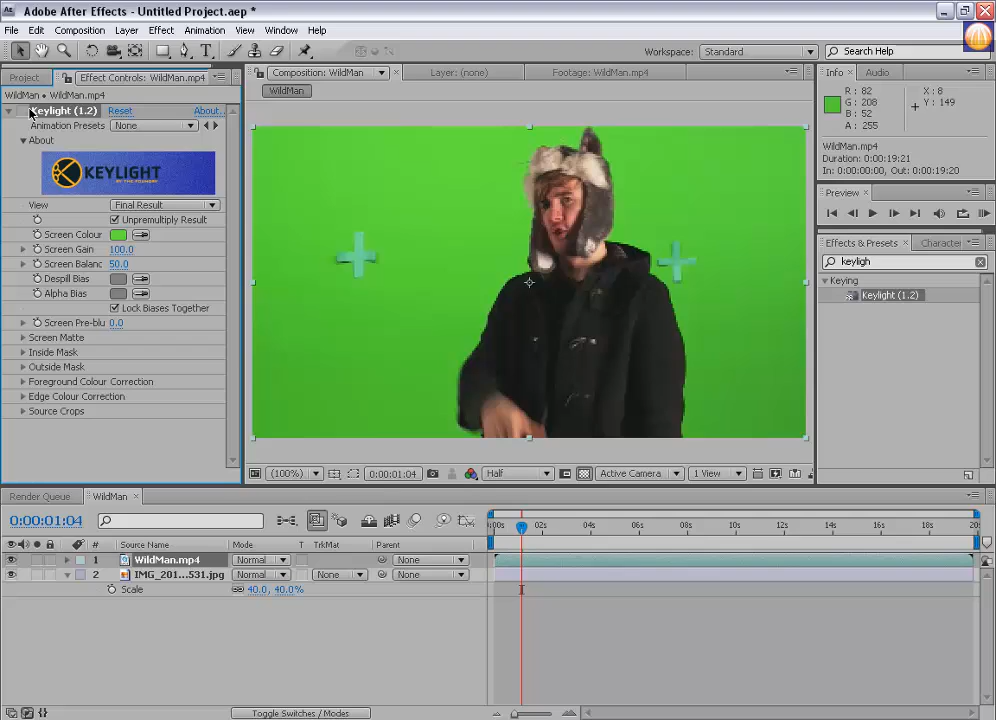 Adobe After Effects - Untitled Project.aep *
File Edit Composition Layer Effect Animation View Window Help
Workspace: Standard
Search Help
Project Effect Controls: WildMan.mp4
WildMan • WildMan.mp4
Keylight (1.2) Reset About..
Animation Presets None
About
KEYLIGHT
BY THE FOUNDRY
View Final Result
Unpremultiply Result
Screen Colour
Screen Gain 100.0
Screen Balanc 50.0
Despill Bias
Alpha Bias
Lock Biases Together
Screen Pre-blu 0.0
Screen Matte
Inside Mask
Outside Mask
Foreground Colour Correction
Edge Colour Correction
Source Crops
Composition: WildMan Layer: (none) Footage: WildMan.mp4
WildMan
(100%) 0:00:01:04 Half Active Camera 1 View
Info Audio
R: 82
G: 208
B: 52
A: 255
X: 8
Y: 149
WildMan.mp4
Duration: 0:00:19:21
In: 0:00:00:00, Out: 0:00:19:20
Preview
Effects & Presets Character
keyligh
Keying
Keylight (1.2)
Render Queue WildMan
0:00:01:04
:00s 02s 04s 06s 08s 10s 12s 14s 16s 18s 20s
# Source Name Mode T TrkMat Parent
1 WildMan.mp4 Normal None
2 IMG_201...531.jpg Normal None None
Scale 40.0, 40.0%
Toggle Switches / Modes